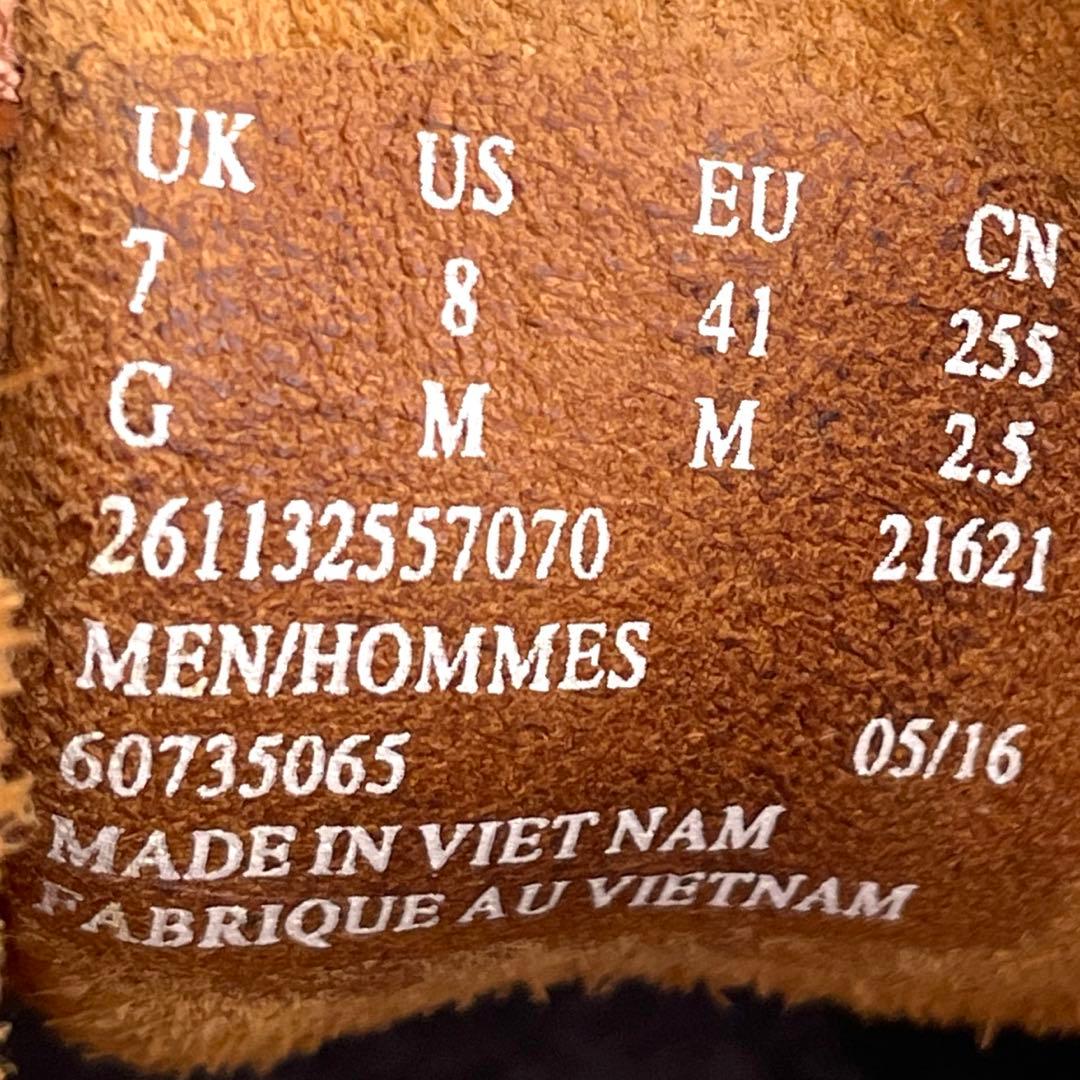 UK US EU CN
7 8 41 255
G M M 2.5
261132557070 21621
MEN/HOMMES
60735065 05/16
MADE IN VIET NAM
FABRIQUE AU VIETNAM